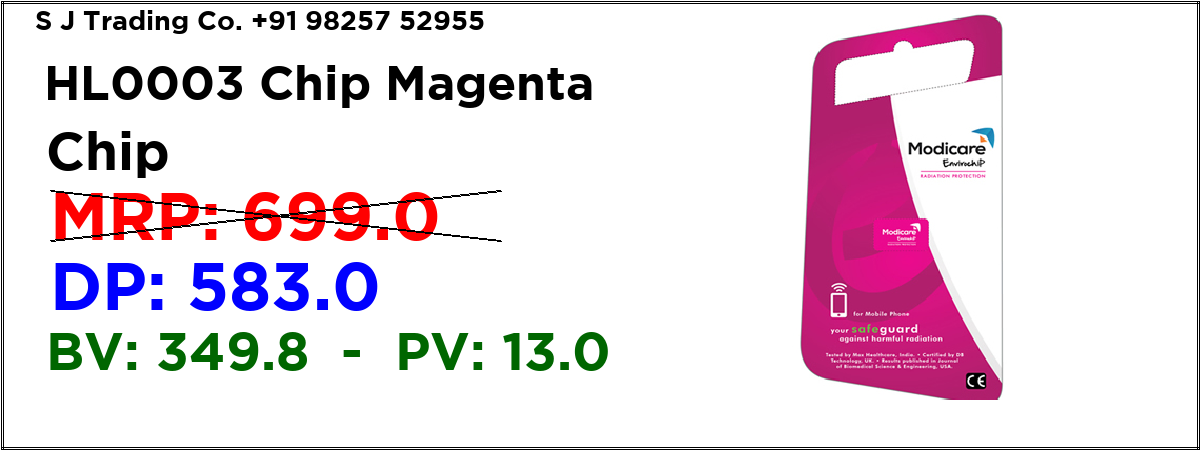 S J Trading Co. +91 98257 52955
HL0003 Chip Magenta
Chip
MRP: 699.0
DP: 583.0
BV: 349.8 - PV: 13.0
Modicare
Envirochip
RADIATION PROTECTION
Modicare
Envirochip
for Mobile Phone
your safeguard
against harmful radiation
Tested by Max Healthcare, India. • Certified by DB
Technology, UK. • Results published in Journal
of Biomedical Science & Engineering, USA.
CE